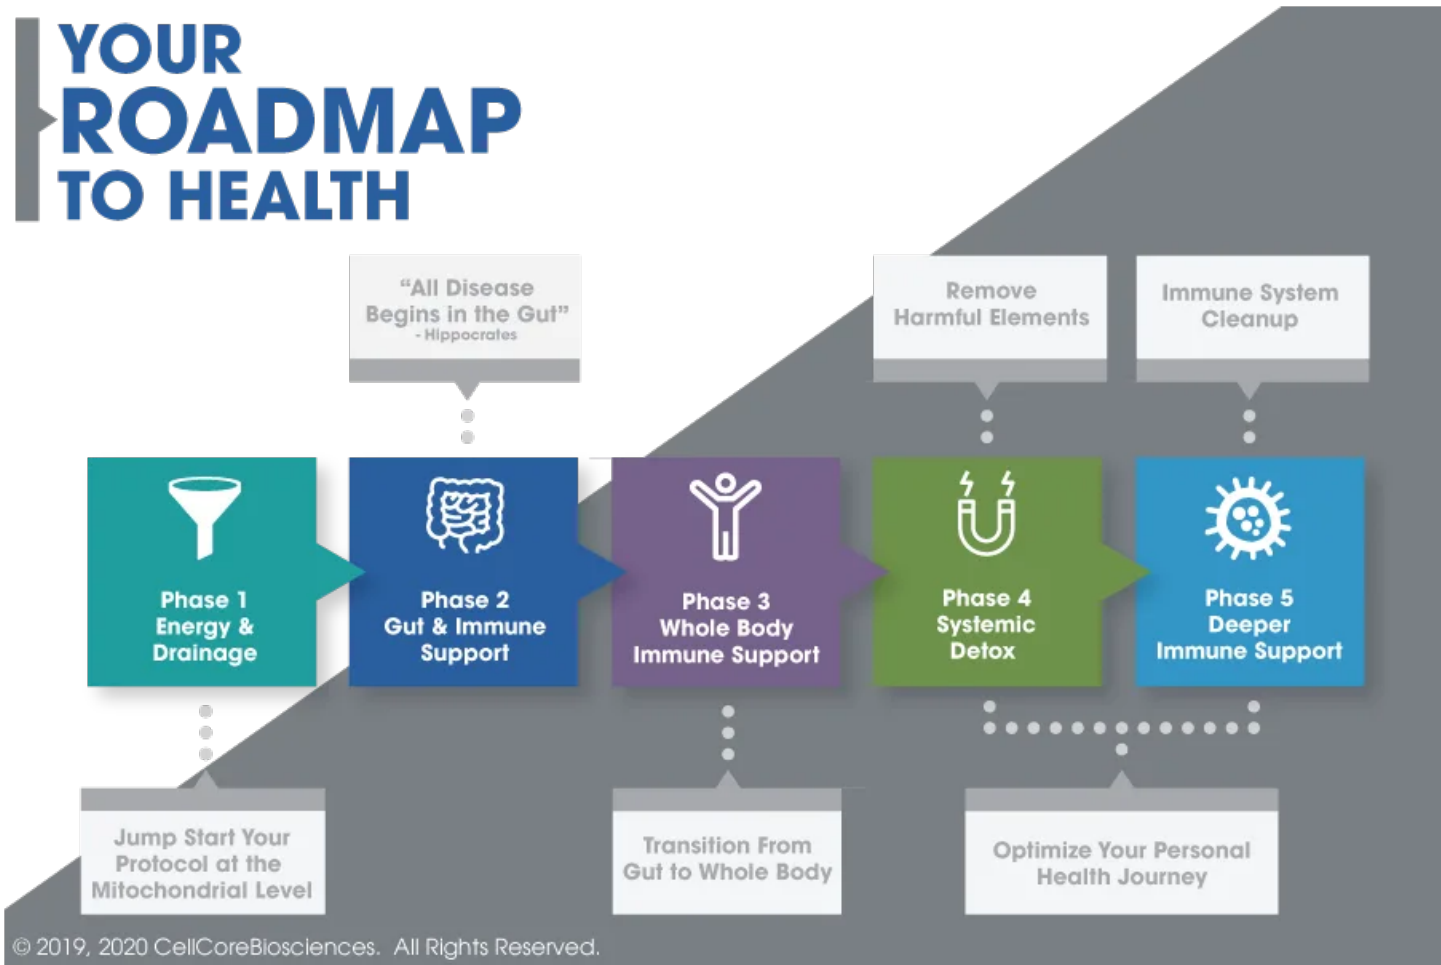 YOUR
ROADMAP
TO HEALTH
“All Disease
Begins in the Gut”
- Hippocrates
Remove
Harmful Elements
Immune System
Cleanup
Phase 1
Energy &
Drainage
Phase 2
Gut & Immune
Support
Phase 3
Whole Body
Immune Support
Phase 4
Systemic
Detox
Phase 5
Deeper
Immune Support
Jump Start Your
Protocol at the
Mitochondrial Level
Transition From
Gut to Whole Body
Optimize Your Personal
Health Journey
© 2019, 2020 CellCoreBiosciences. All Rights Reserved.